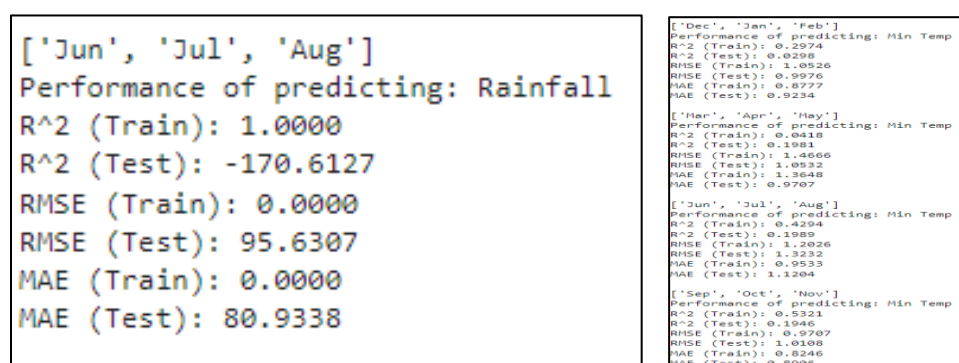 ['Jun', 'Jul', 'Aug']
Performance of predicting: Rainfall
R^2 (Train): 1.0000
R^2 (Test): -170.6127
RMSE (Train): 0.0000
RMSE (Test): 95.6307
MAE (Train): 0.0000
MAE (Test): 80.9338
['Dec', 'Jan', 'Feb']
Performance of predicting: Min Temp
R^2 (Train): 0.2974
R^2 (Test): 0.0298
RMSE (Train): 1.0526
RMSE (Test): 0.9976
MAE (Train): 0.8777
MAE (Test): 0.9234
['Mar', 'Apr', 'May']
Performance of predicting: Min Temp
R^2 (Train): 0.0418
R^2 (Test): 0.1981
RMSE (Train): 1.4666
RMSE (Test): 1.0532
MAE (Train): 1.3648
MAE (Test): 0.9707
['Jun', 'Jul', 'Aug']
Performance of predicting: Min Temp
R^2 (Train): 0.4294
R^2 (Test): 0.1989
RMSE (Train): 1.2026
RMSE (Test): 1.3232
MAE (Train): 0.9533
MAE (Test): 1.1204
['Sep', 'Oct', 'Nov']
Performance of predicting: Min Temp
R^2 (Train): 0.5321
R^2 (Test): 0.1946
RMSE (Train): 0.9707
RMSE (Test): 1.0108
MAE (Train): 0.8246
MAE (Test):